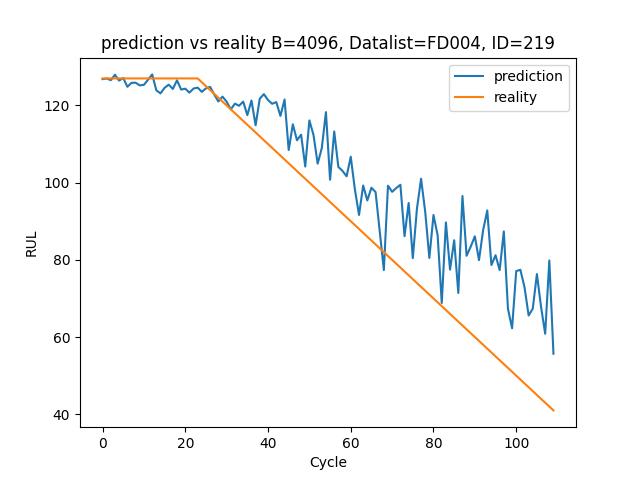 prediction vs reality B=4096, Datalist=FD004, ID=219
prediction
reality
RUL
120
100
80
60
40
0 20 40 60 80 100
Cycle